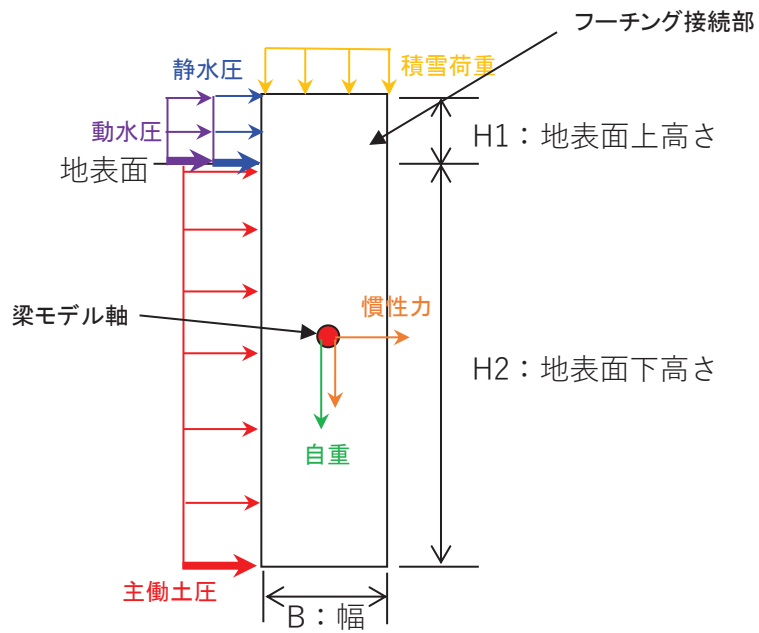 フーチング接続部
静水圧
積雪荷重
動水圧
H1：地表面上高さ
地表面
慣性力
梁モデル軸
H2：地表面下高さ
自重
主働土圧
B：幅